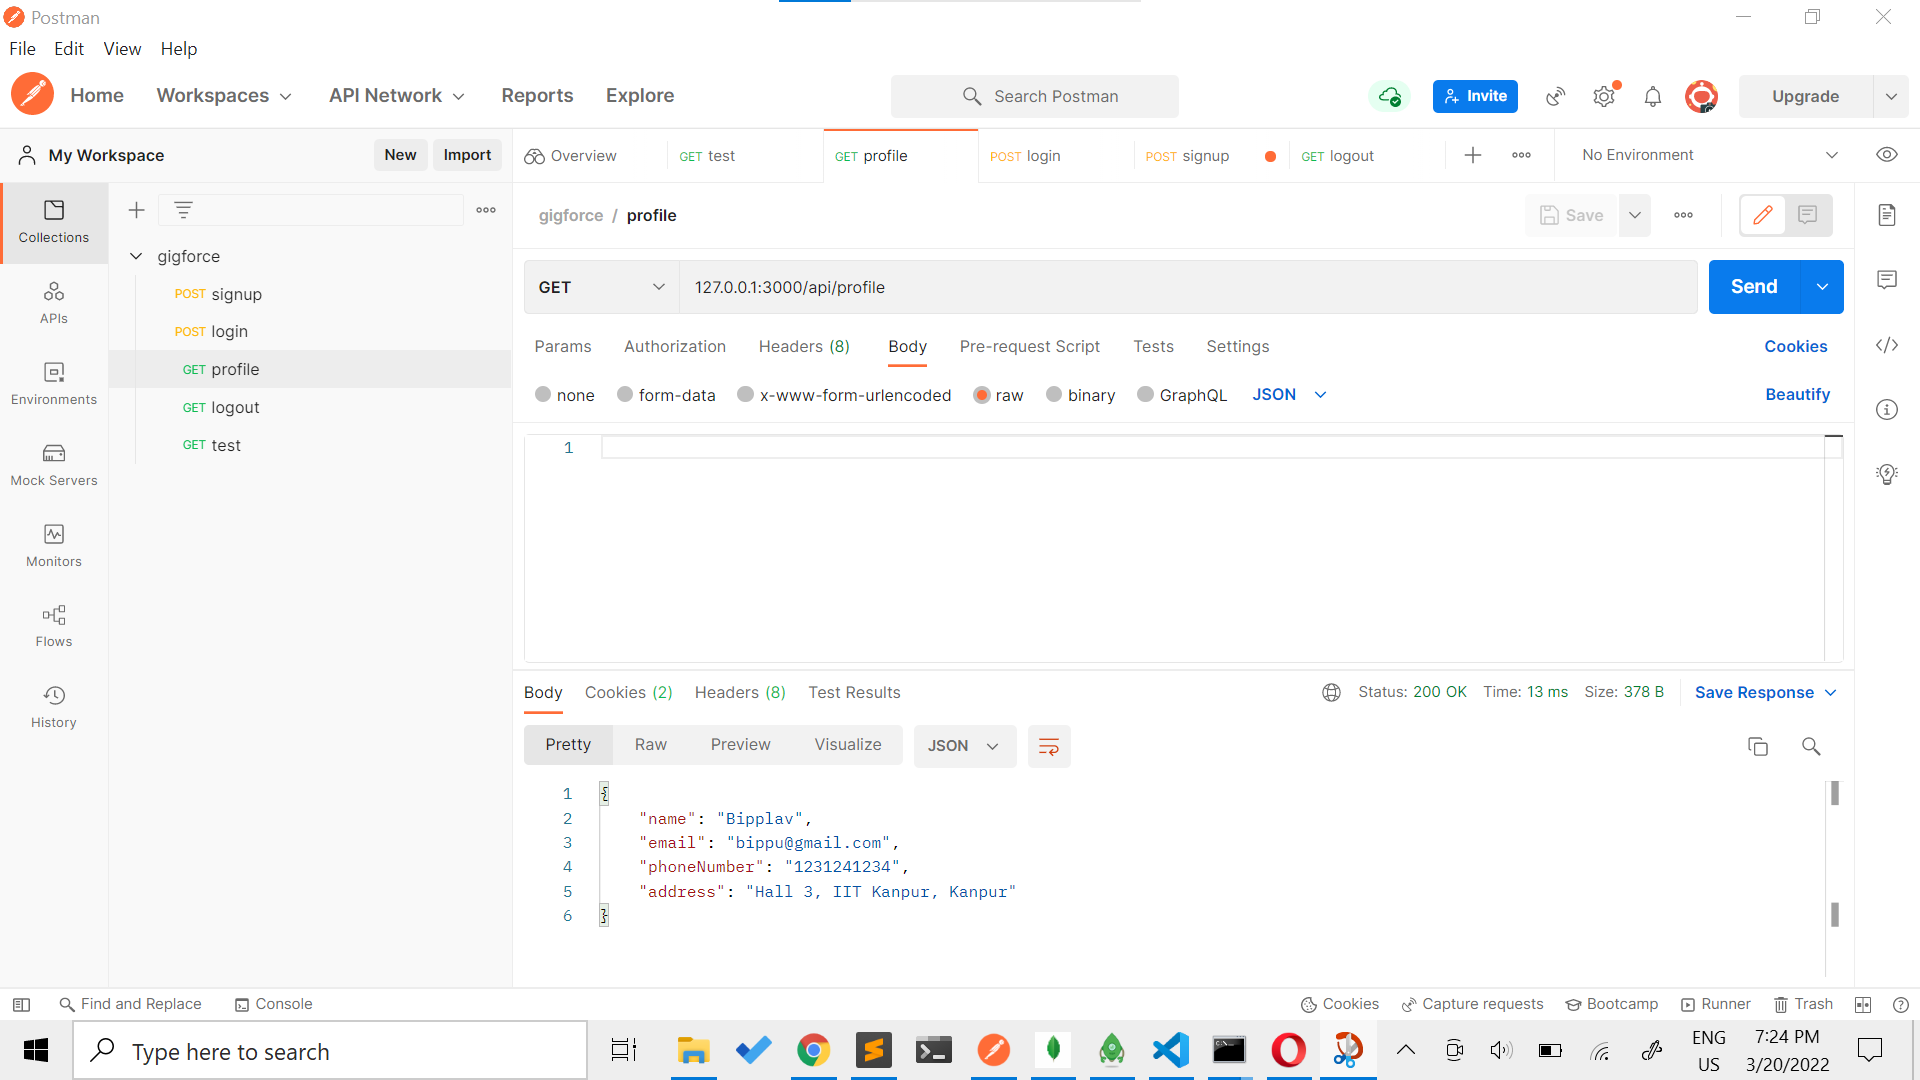 Postman
File Edit View Help
Home Workspaces API Network Reports Explore Search Postman Invite Upgrade
My Workspace New Import Overview GET test GET profile POST login POST signup GET logout No Environment
gigforce / profile Save
Collections
APIs
Environments
Mock Servers
Monitors
Flows
History
gigforce
POST signup
POST login
GET profile
GET logout
GET test
GET 127.0.0.1:3000/api/profile Send
Params Authorization Headers (8) Body Pre-request Script Tests Settings Cookies
none form-data x-www-form-urlencoded raw binary GraphQL JSON Beautify
1
Body Cookies (2) Headers (8) Test Results Status: 200 OK Time: 13 ms Size: 378 B Save Response
Pretty Raw Preview Visualize JSON
1 {
2 "name": "Bipplav",
3 "email": "bippu@gmail.com",
4 "phoneNumber": "1231241234",
5 "address": "Hall 3, IIT Kanpur, Kanpur"
6 }
Find and Replace Console Cookies Capture requests Bootcamp Runner Trash
Type here to search
ENG
US
7:24 PM
3/20/2022